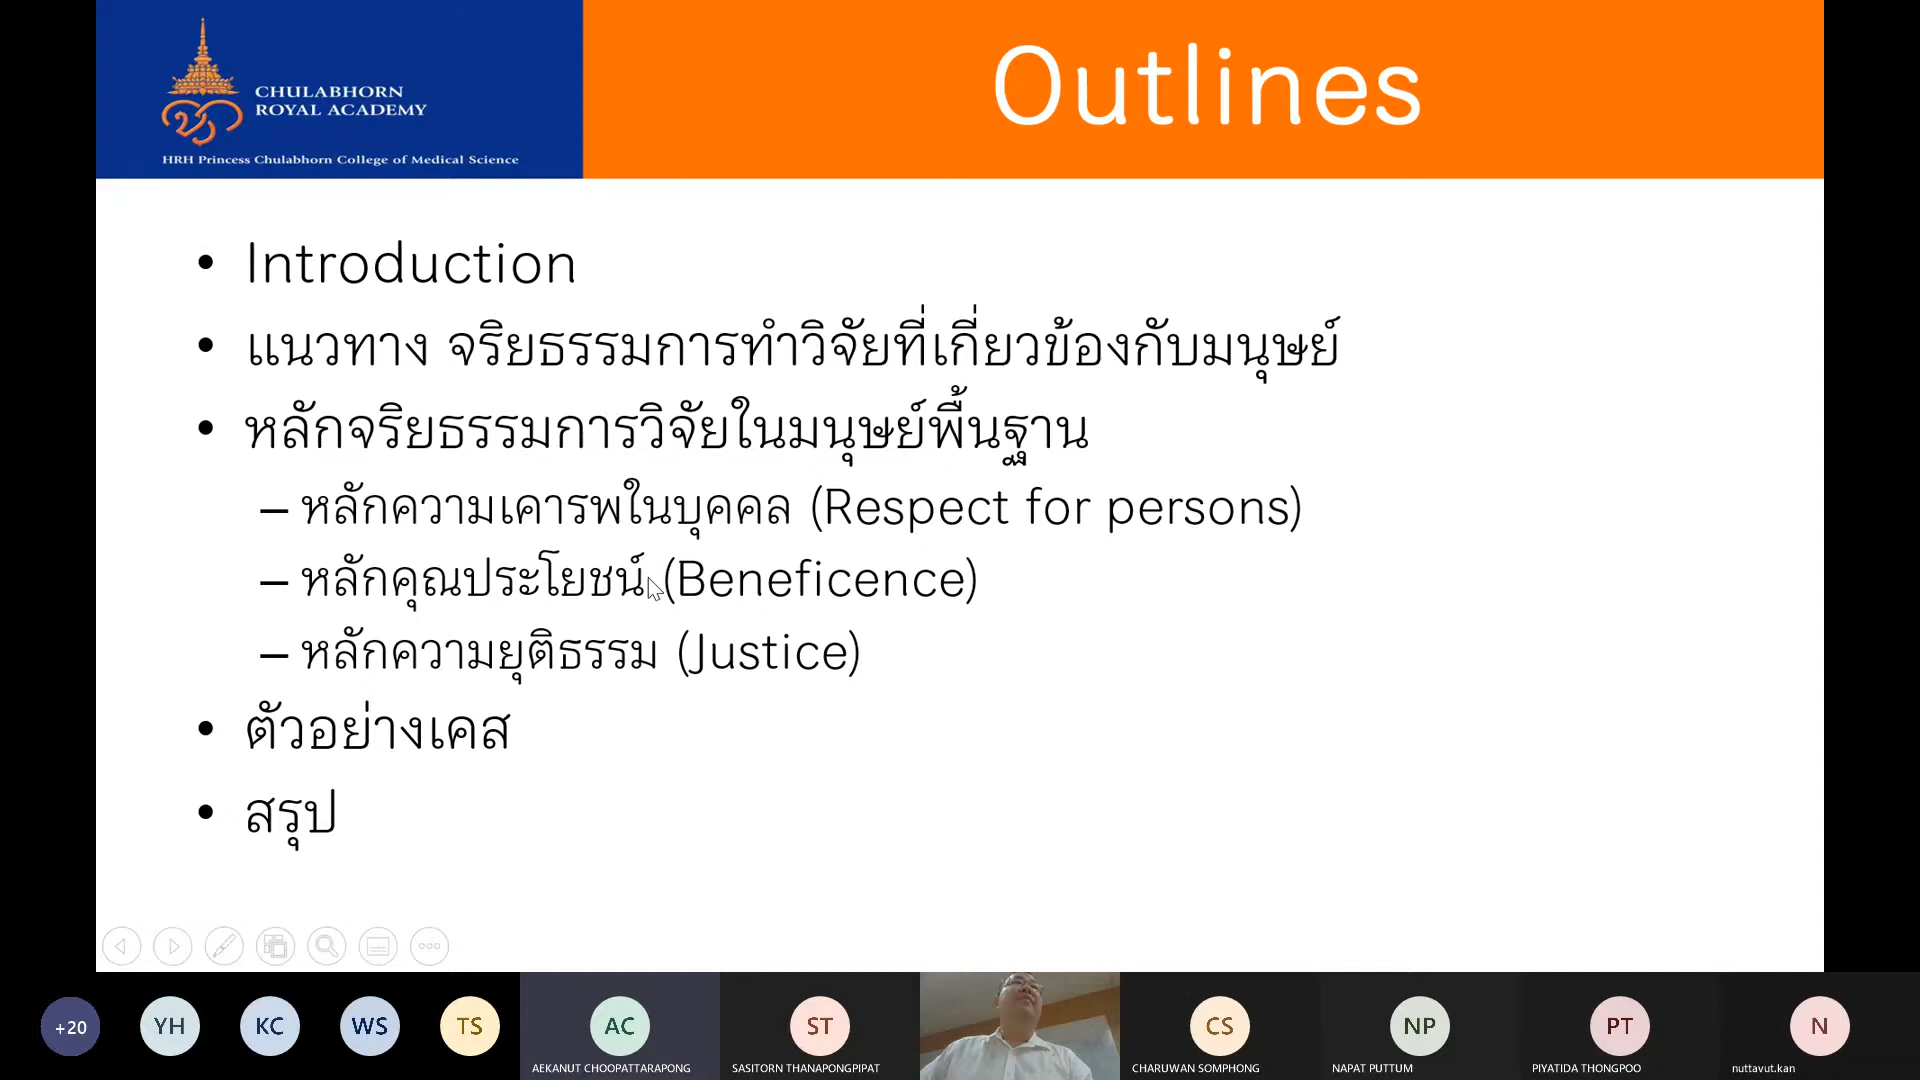 CHULABHORN
ROYAL ACADEMY
HRH Princess Chulabhorn College of Medical Science
Outlines
• Introduction
• แนวทาง จริยธรรมการทำวิจัยที่เกี่ยวข้องกับมนุษย์
• หลักจริยธรรมการวิจัยในมนุษย์พื้นฐาน
– หลักความเคารพในบุคคล (Respect for persons)
– หลักคุณประโยชน์ (Beneficence)
– หลักความยุติธรรม (Justice)
• ตัวอย่างเคส
• สรุป
+20
YH
KC
WS
TS
AC
AEKANUT CHOOPATTARAPONG
ST
SASITORN THANAPONGPIPAT
CS
CHARUWAN SOMPHONG
NP
NAPAT PUTTUM
PT
PIYATIDA THONGPOO
N
nuttavut.kan